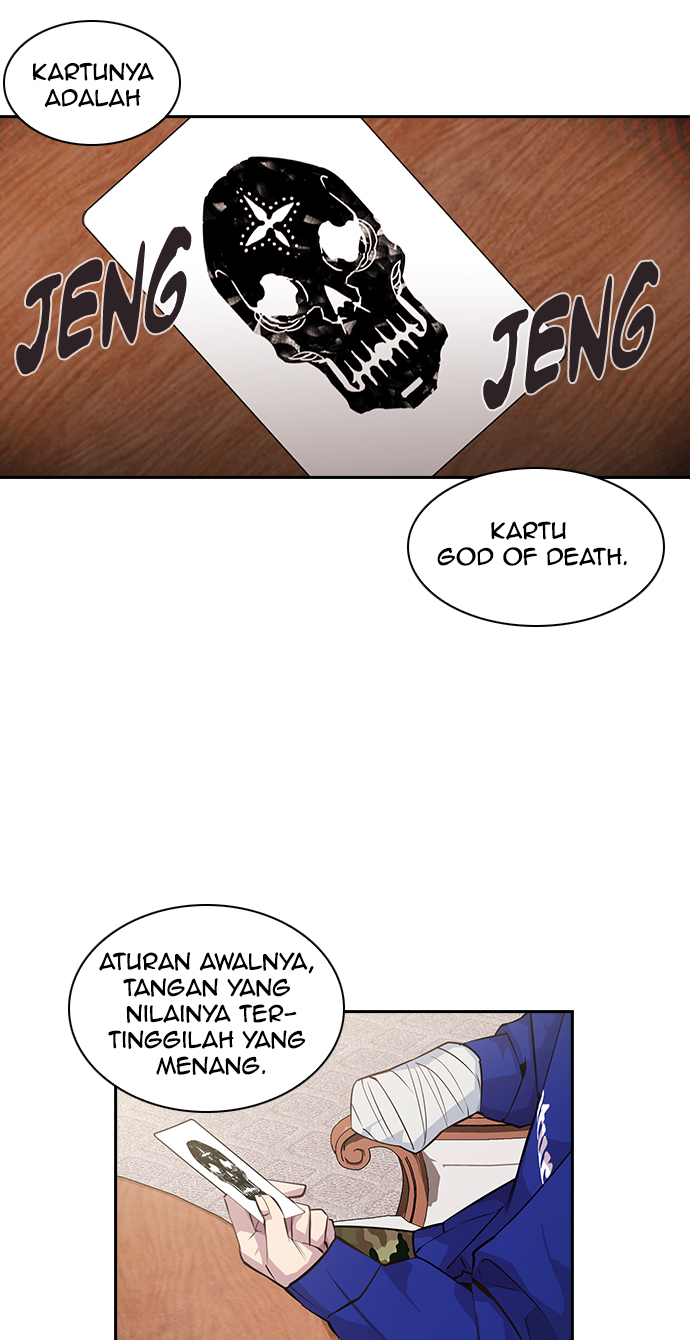 KARTUNYA
ADALAH
JENG
JENG
KARTU
GOD OF DEATH.
ATURAN AWALNYA,
TANGAN YANG
NILAINYA TER-
TINGGILAH YANG
MENANG.